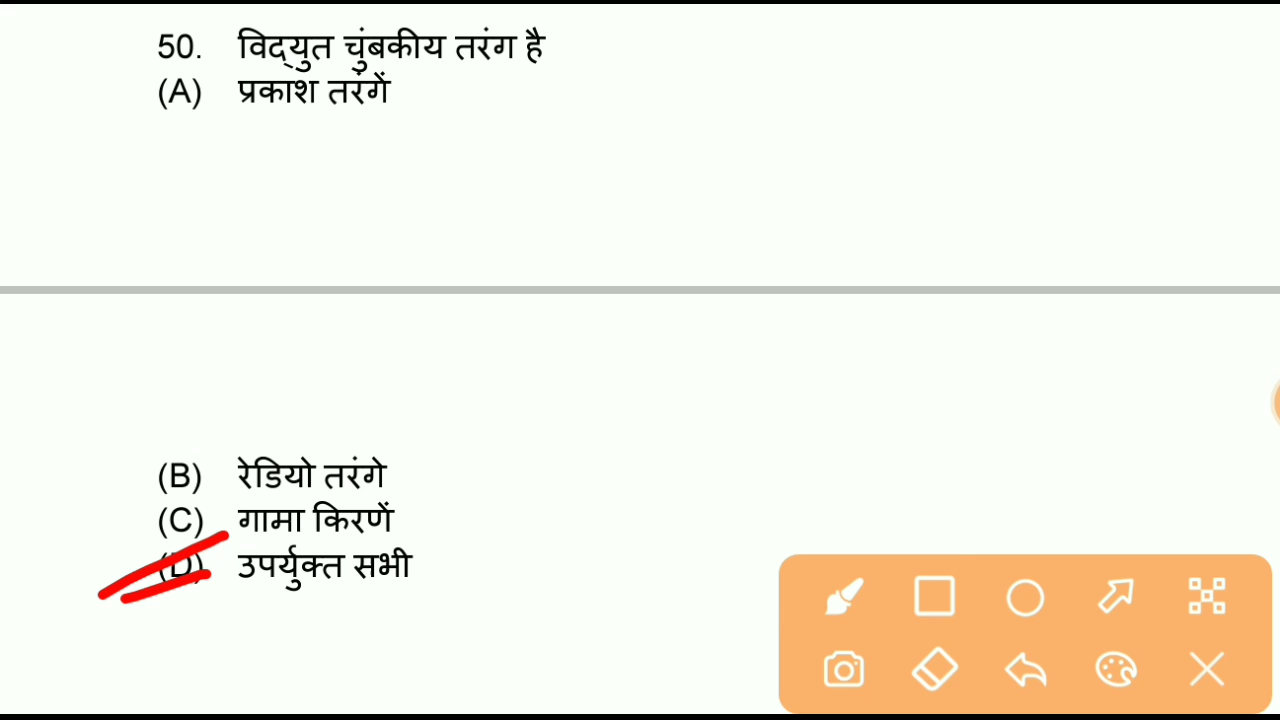 50. विद्युत चुंबकीय तरंग है
(A) प्रकाश तरंगें
(B) रेडियो तरंगे
(C) गामा किरणें
(D) उपर्युक्त सभी